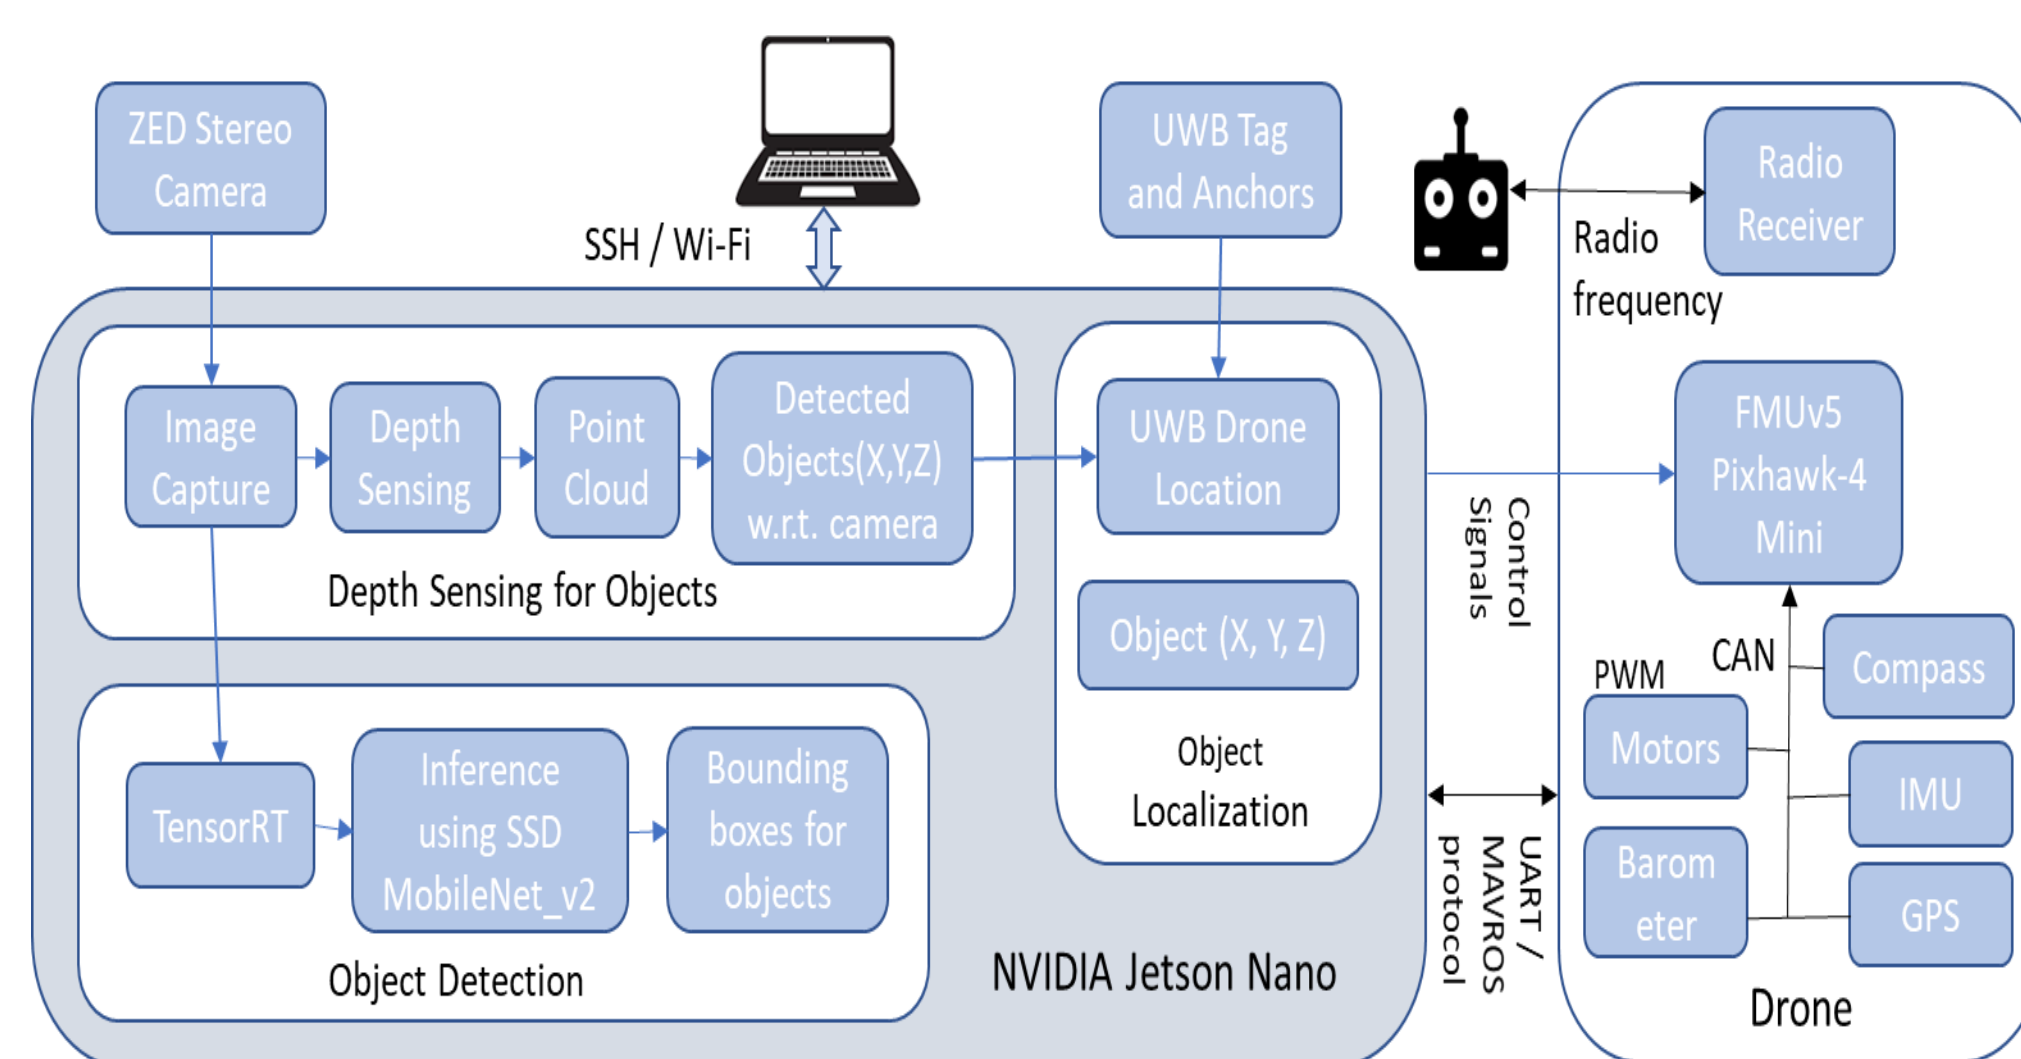 ZED Stereo
Camera
SSH / Wi-Fi
UWB Tag
and Anchors
Radio
frequency
Radio
Receiver
Image
Capture
Depth
Sensing
Point
Cloud
Detected
Objects(X,Y,Z)
w.r.t. camera
Depth Sensing for Objects
UWB Drone
Location
Object (X, Y, Z)
Object
Localization
TensorRT
Inference
using SSD
MobileNet_v2
Bounding
boxes for
objects
Object Detection
NVIDIA Jetson Nano
Control
Signals
UART /
MAVROS
protocol
FMUv5
Pixhawk-4
Mini
CAN
PWM
Compass
Motors
IMU
Barom
eter
GPS
Drone